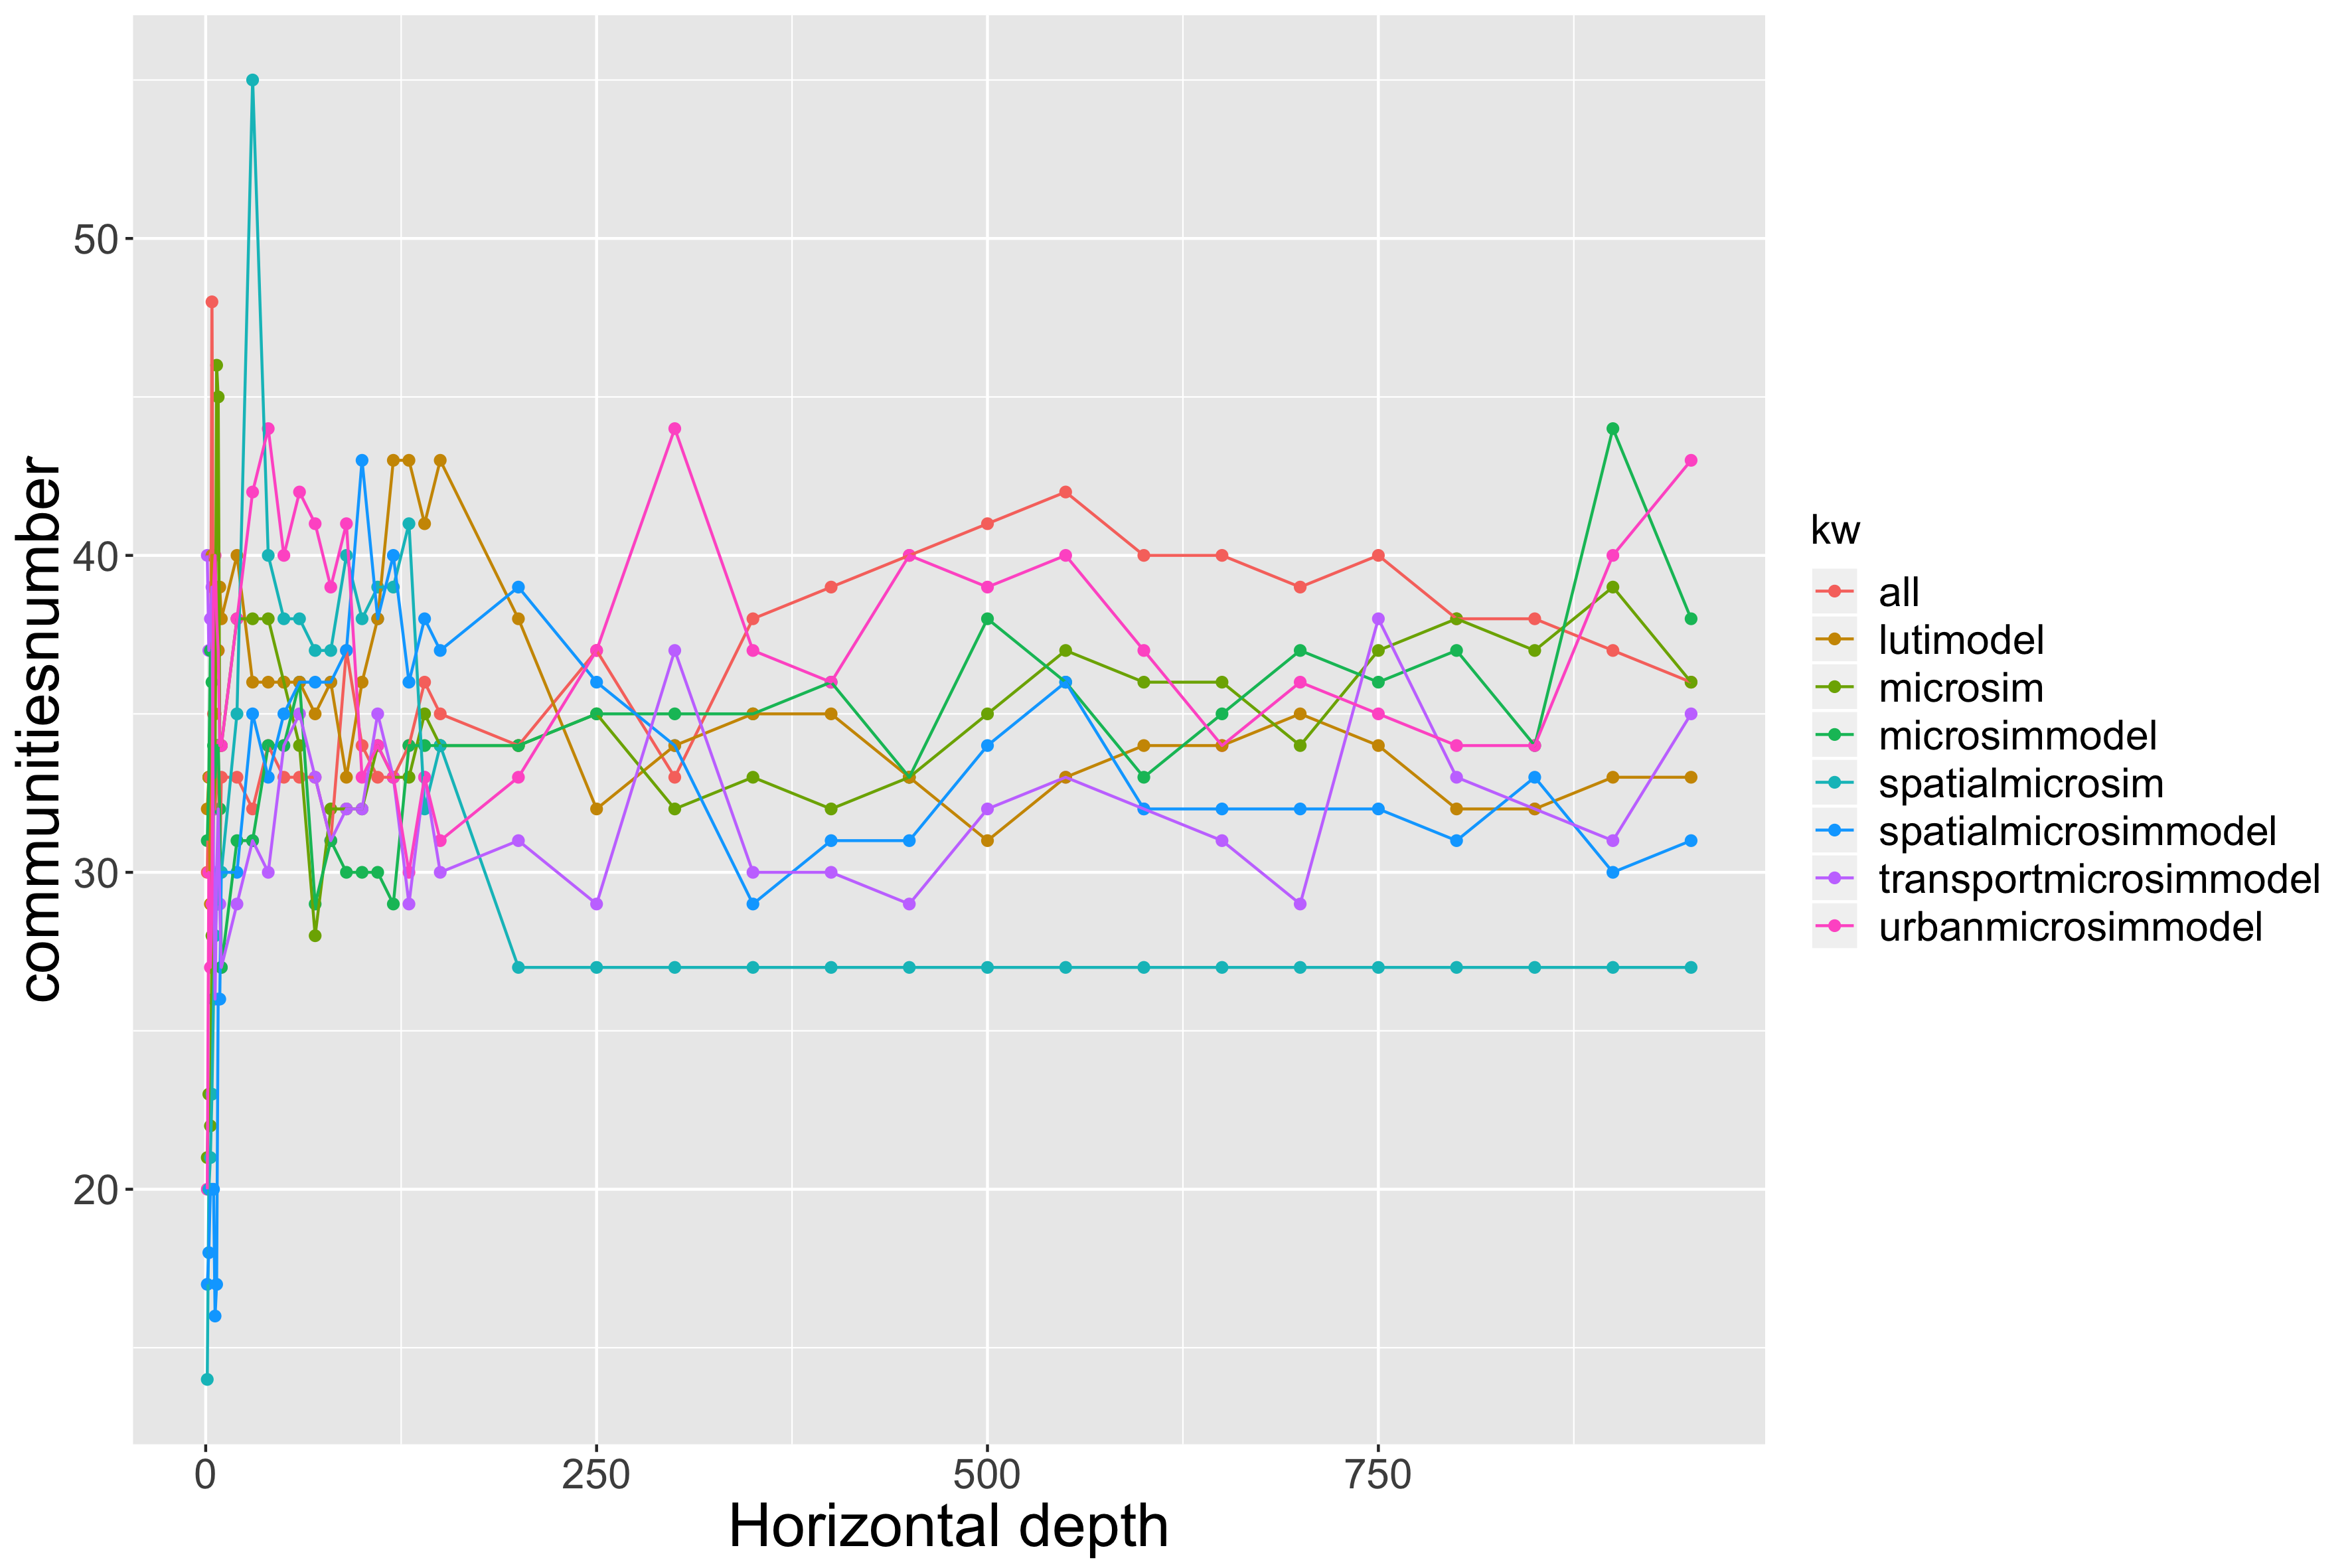 communitiesnumber
50
40
30
20
0
250
500
750
Horizontal depth
kw
all
lutimodel
microsim
microsimmodel
spatialmicrosim
spatialmicrosimmodel
transportmicrosimmodel
urbanmicrosimmodel